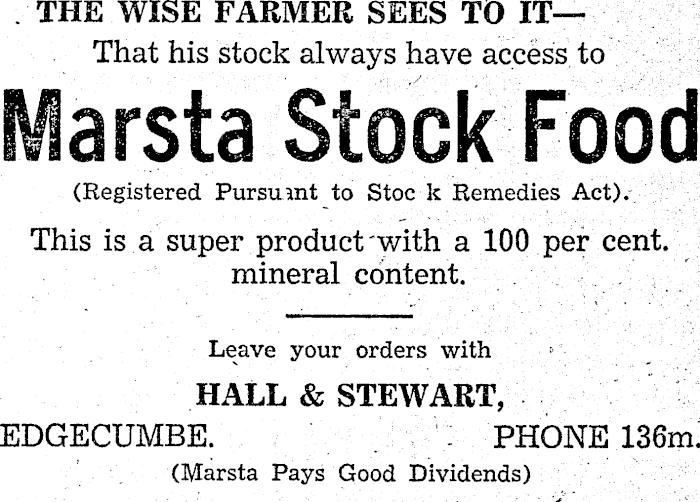 THE WISE FARMER SEES TO IT—
That his stock always have access to
Marsta Stock Food
(Registered Pursuant to Stoc k Remedies Act).
This is a super product with a 100 per cent.
mineral content.
Leave your orders with
HALL & STEWART,
EDGECUMBE. PHONE 136m.
(Marsta Pays Good Dividends)